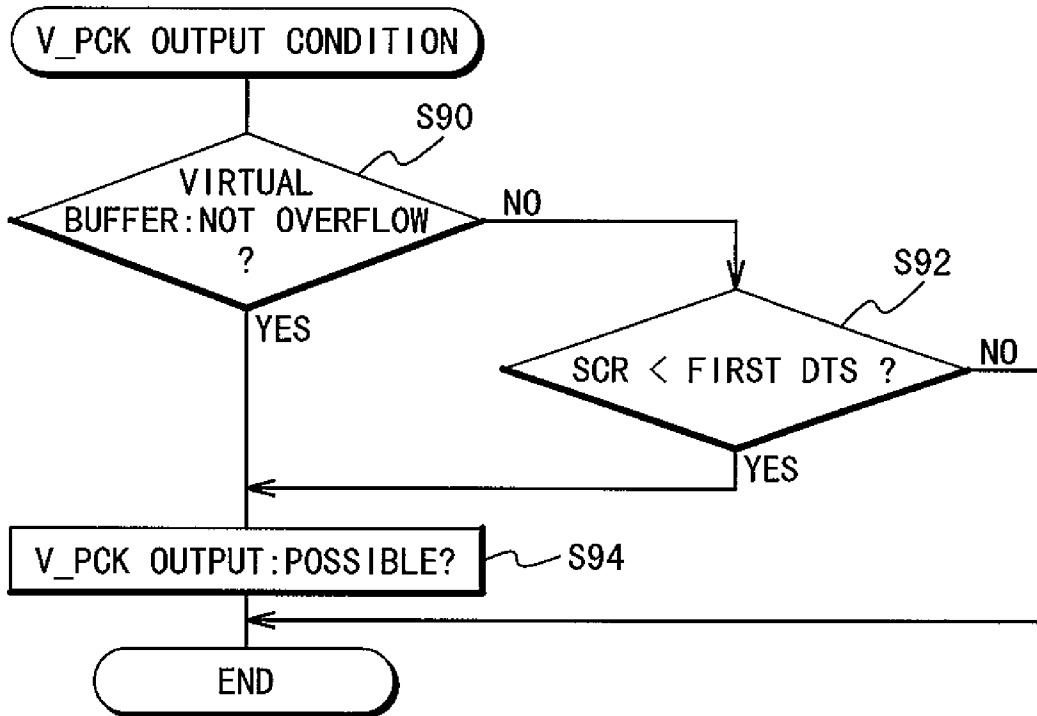 V_PCK OUTPUT CONDITION
S90
VIRTUAL
BUFFER:NOT OVERFLOW
?
NO
YES
S92
SCR < FIRST DTS ?
NO
YES
V_PCK OUTPUT:POSSIBLE?
S94
END